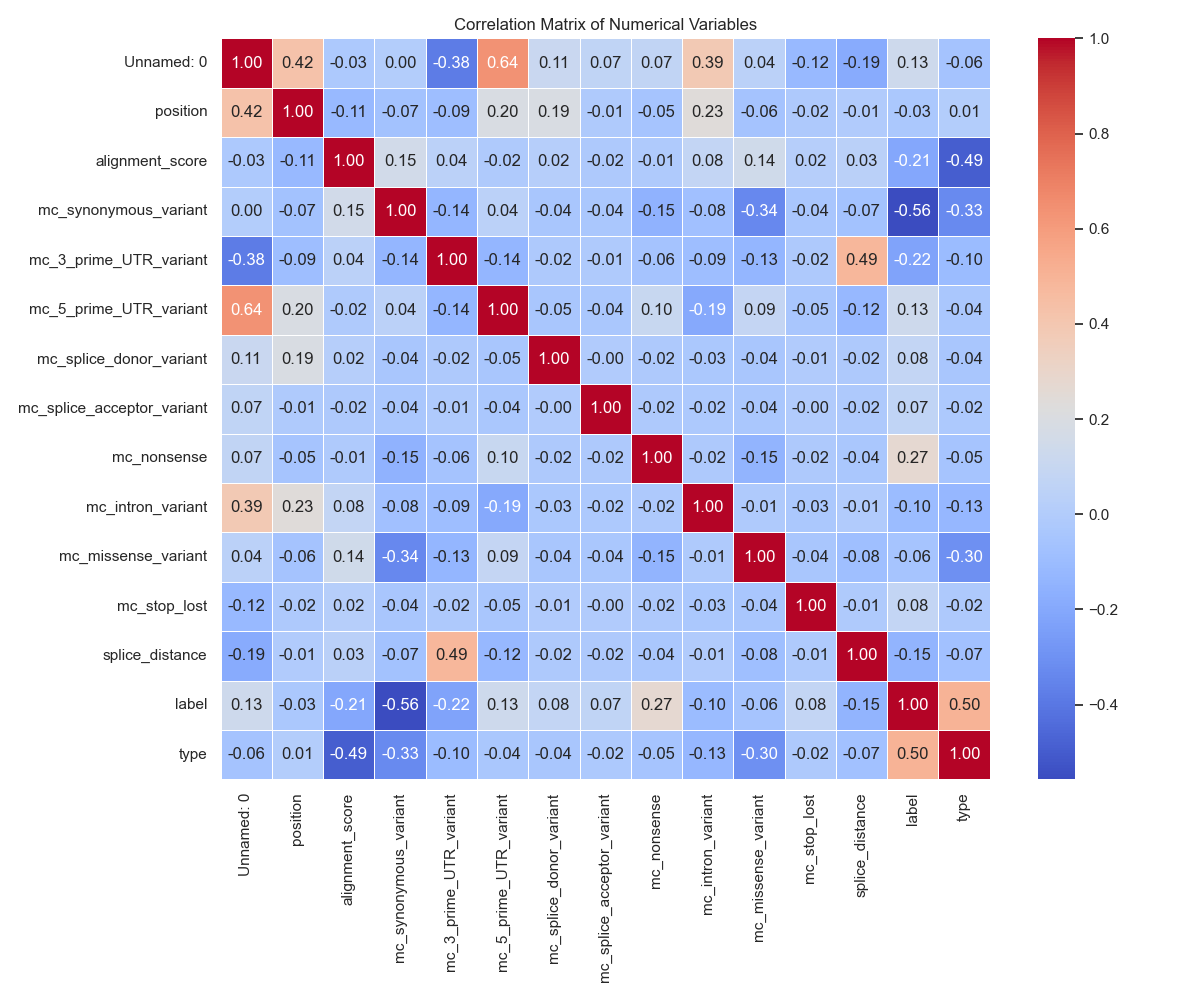 Correlation Matrix of Numerical Variables
Unnamed: 0 1.00 0.42 -0.03 0.00 -0.38 0.64 0.11 0.07 0.07 0.39 0.04 -0.12 -0.19 0.13 -0.06
position 0.42 1.00 -0.11 -0.07 -0.09 0.20 0.19 -0.01 -0.05 0.23 -0.06 -0.02 -0.01 -0.03 0.01
alignment_score -0.03 -0.11 1.00 0.15 0.04 -0.02 0.02 -0.02 -0.01 0.08 0.14 0.02 0.03 -0.21 -0.49
mc_synonymous_variant 0.00 -0.07 0.15 1.00 -0.14 0.04 -0.04 -0.04 -0.15 -0.08 -0.34 -0.04 -0.07 -0.56 -0.33
mc_3_prime_UTR_variant -0.38 -0.09 0.04 -0.14 1.00 -0.14 -0.02 -0.01 -0.06 -0.09 -0.13 -0.02 0.49 -0.22 -0.10
mc_5_prime_UTR_variant 0.64 0.20 -0.02 0.04 -0.14 1.00 -0.05 -0.04 0.10 -0.19 0.09 -0.05 -0.12 0.13 -0.04
mc_splice_donor_variant 0.11 0.19 0.02 -0.04 -0.02 -0.05 1.00 -0.00 -0.02 -0.03 -0.04 -0.01 -0.02 0.08 -0.04
mc_splice_acceptor_variant 0.07 -0.01 -0.02 -0.04 -0.01 -0.04 -0.00 1.00 -0.02 -0.02 -0.04 -0.00 -0.02 0.07 -0.02
mc_nonsense 0.07 -0.05 -0.01 -0.15 -0.06 0.10 -0.02 -0.02 1.00 -0.02 -0.15 -0.02 -0.04 0.27 -0.05
mc_intron_variant 0.39 0.23 0.08 -0.08 -0.09 -0.19 -0.03 -0.02 -0.02 1.00 -0.01 -0.03 -0.01 -0.10 -0.13
mc_missense_variant 0.04 -0.06 0.14 -0.34 -0.13 0.09 -0.04 -0.04 -0.15 -0.01 1.00 -0.04 -0.08 -0.06 -0.30
mc_stop_lost -0.12 -0.02 0.02 -0.04 -0.02 -0.05 -0.01 -0.00 -0.02 -0.03 -0.04 1.00 -0.01 0.08 -0.02
splice_distance -0.19 -0.01 0.03 -0.07 0.49 -0.12 -0.02 -0.02 -0.04 -0.01 -0.08 -0.01 1.00 -0.15 -0.07
label 0.13 -0.03 -0.21 -0.56 -0.22 0.13 0.08 0.07 0.27 -0.10 -0.06 0.08 -0.15 1.00 0.50
type -0.06 0.01 -0.49 -0.33 -0.10 -0.04 -0.04 -0.02 -0.05 -0.13 -0.30 -0.02 -0.07 0.50 1.00
Unnamed: 0
position
alignment_score
mc_synonymous_variant
mc_3_prime_UTR_variant
mc_5_prime_UTR_variant
mc_splice_donor_variant
mc_splice_acceptor_variant
mc_nonsense
mc_intron_variant
mc_missense_variant
mc_stop_lost
splice_distance
label
type
1.0
0.8
0.6
0.4
0.2
0.0
−0.2
−0.4